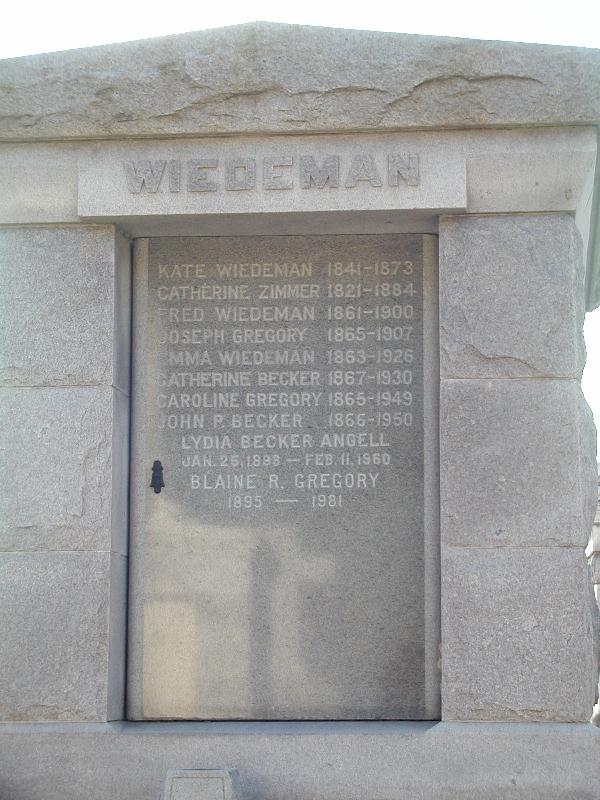 WIEDEMAN
KATE WIEDEMAN 1841-1873
CATHERINE ZIMMER 1821-1884
FRED WIEDEMAN 1861-1900
JOSEPH GREGORY 1865-1907
EMMA WIEDEMAN 1863-1926
CATHERINE BECKER 1867-1930
CAROLINE GREGORY 1865-1949
JOHN P. BECKER 1866-1950
LYDIA BECKER ANGELL
JAN. 25, 1898 — FEB. 11, 1960
BLAINE R. GREGORY
1895 — 1981